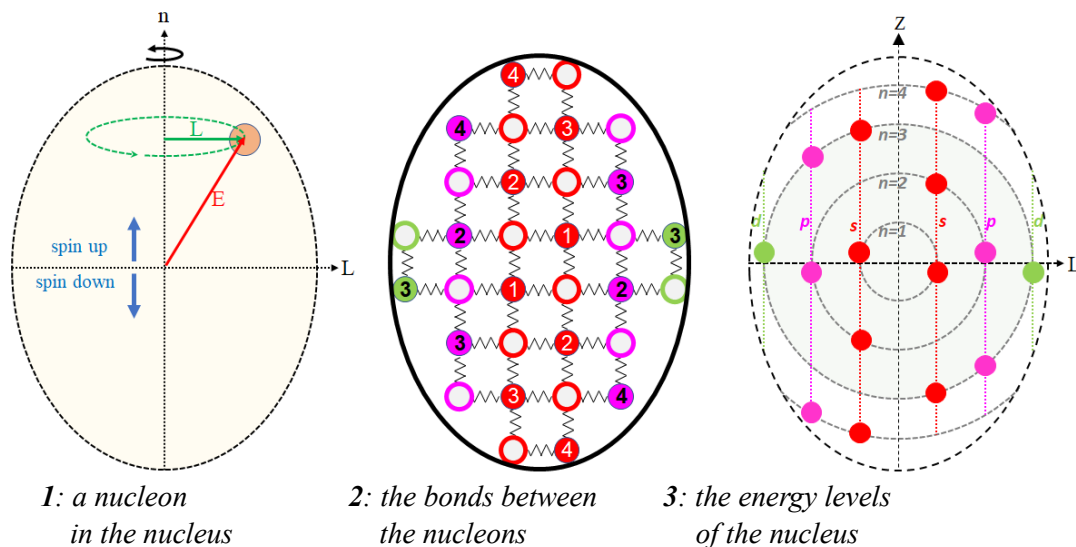 n
L
E
spin up
spin down
L
4
4 3
2 3
2 1 3
3 1 2
3 2
3 4
4
Z
n=4
n=3
n=2
d p s n=1 s p d
L
1: a nucleon
in the nucleus
2: the bonds between
the nucleons
3: the energy levels
of the nucleus